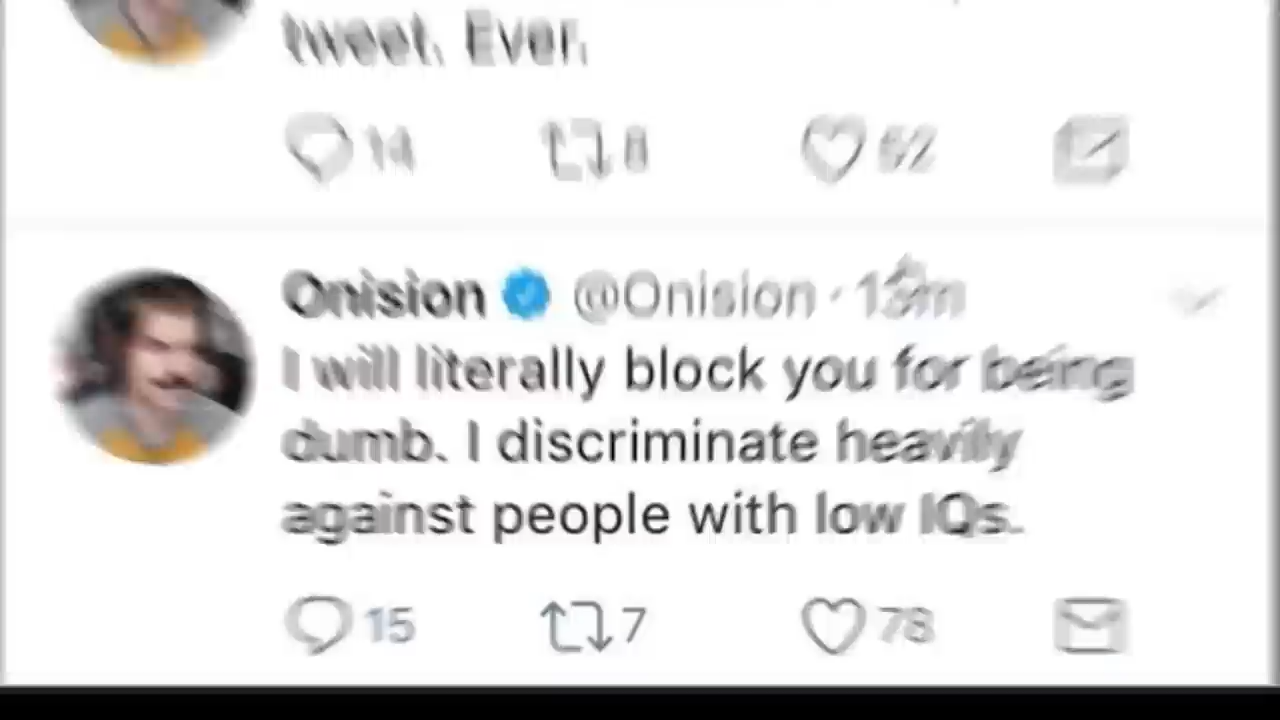 tweet. Ever.
14 8 62
Onision @Onision · 13m
I will literally block you for being
dumb. I discriminate heavily
against people with low IQs.
15 7 78